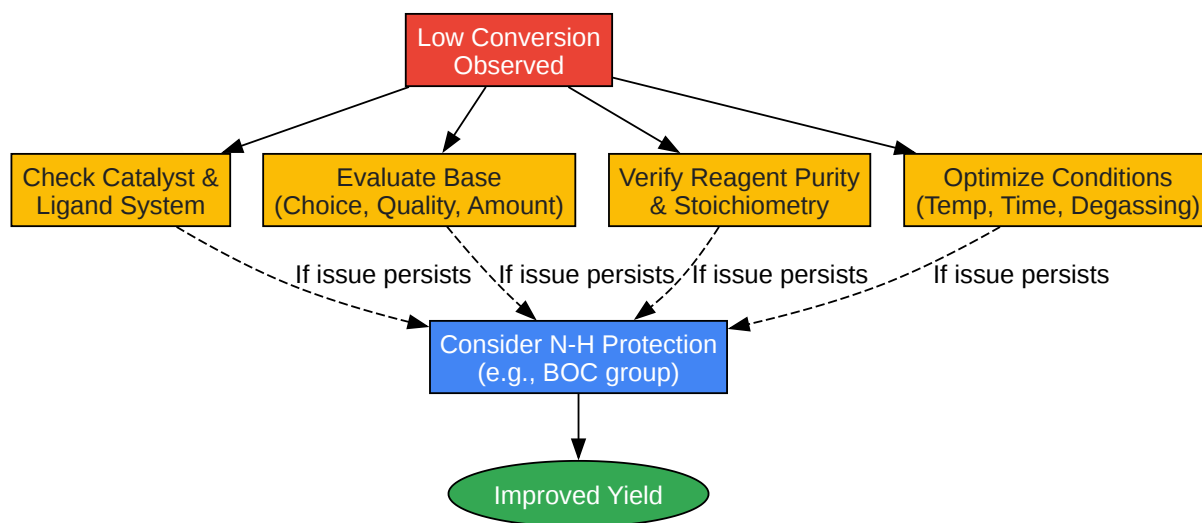 Low Conversion
Observed
Check Catalyst &
Ligand System
Evaluate Base
(Choice, Quality, Amount)
Verify Reagent Purity
& Stoichiometry
Optimize Conditions
(Temp, Time, Degassing)
If issue persists
If issue persists
If issue persists
If issue persists
Consider N-H Protection
(e.g., BOC group)
Improved Yield